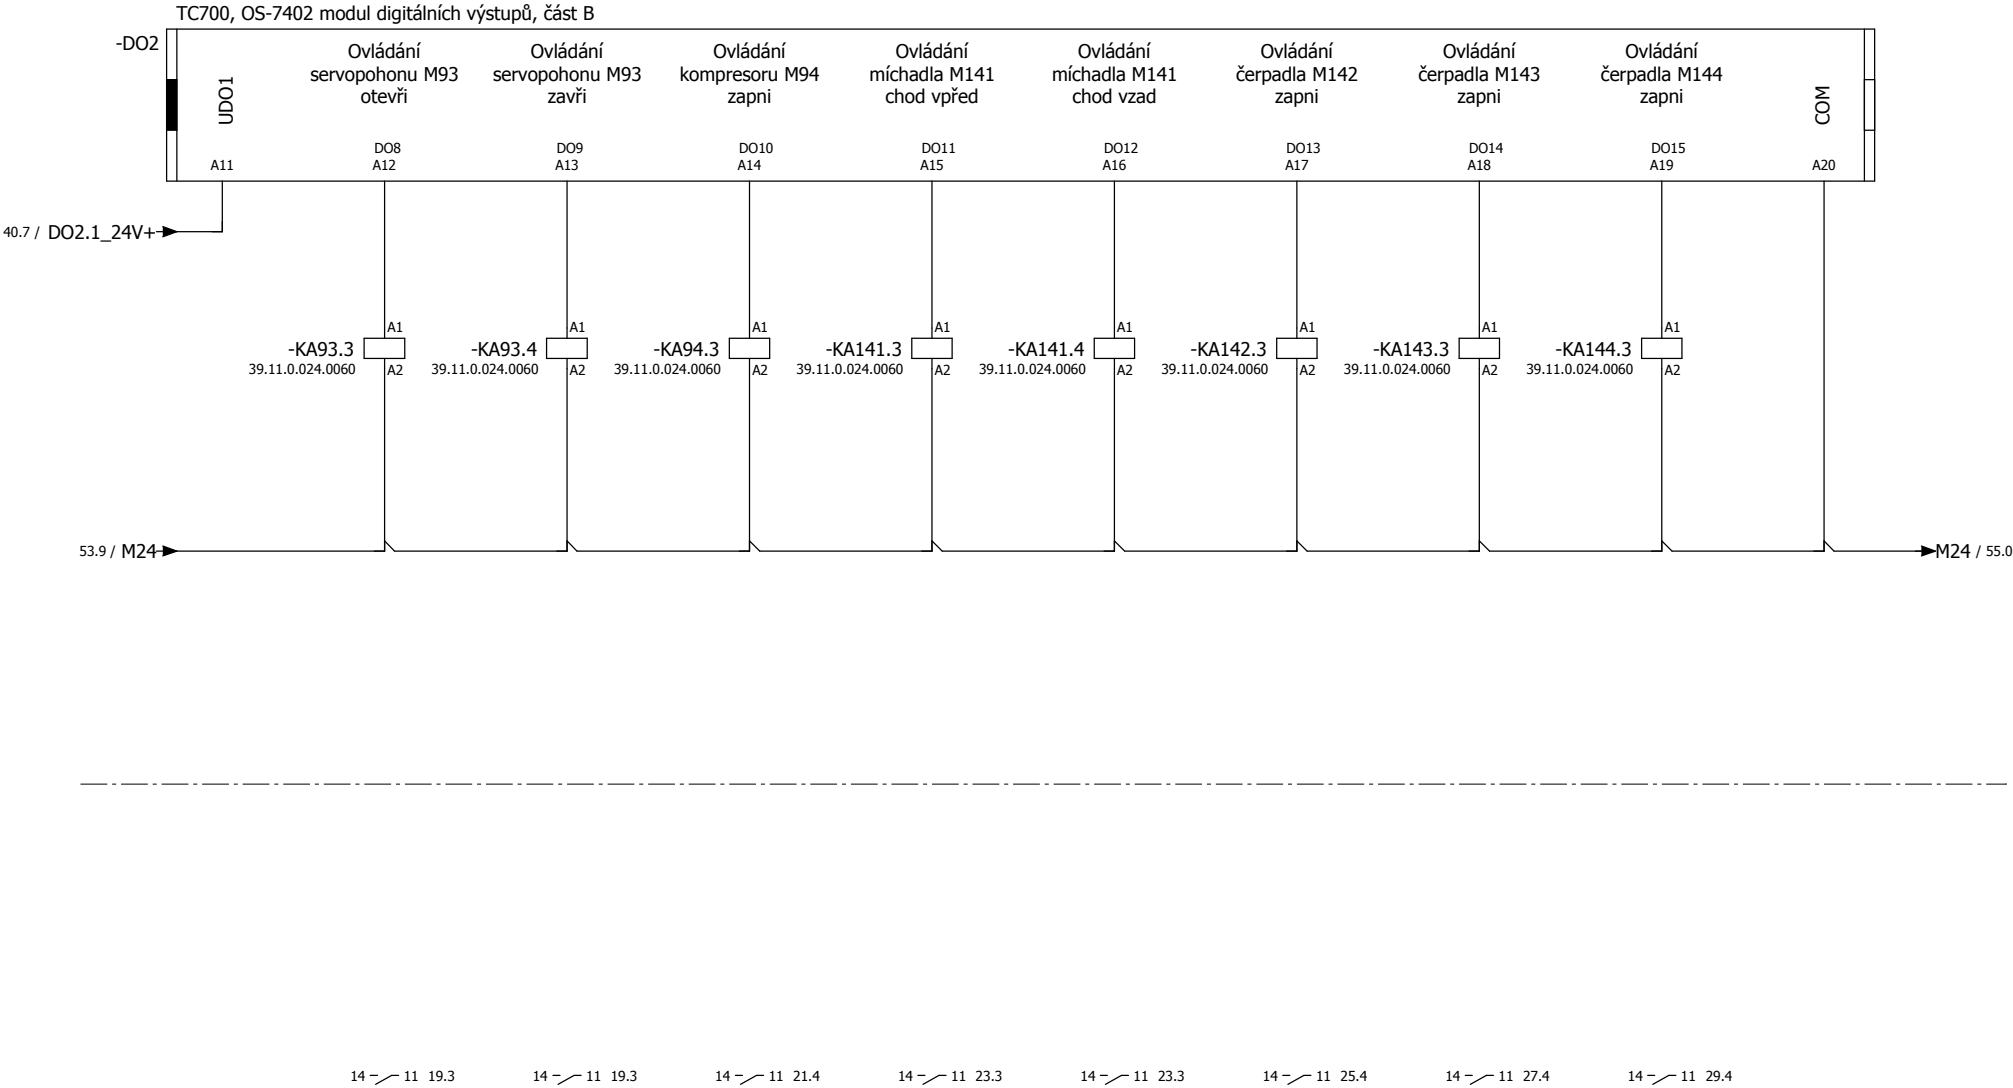 TC700, OS-7402 modul digitálních výstupů, část B
-DO2
UDO1
Ovládání
servopohonu M93
otevři
Ovládání
servopohonu M93
zavři
Ovládání
kompresoru M94
zapni
Ovládání
míchadla M141
chod vpřed
Ovládání
míchadla M141
chod vzad
Ovládání
čerpadla M142
zapni
Ovládání
čerpadla M143
zapni
Ovládání
čerpadla M144
zapni
COM
DO8 DO9 DO10 DO11 DO12 DO13 DO14 DO15
A11 A12 A13 A14 A15 A16 A17 A18 A19 A20
40.7 / DO2.1_24V+
A1 A1 A1 A1 A1 A1 A1 A1
-KA93.3 -KA93.4 -KA94.3 -KA141.3 -KA141.4 -KA142.3 -KA143.3 -KA144.3
39.11.0.024.0060 A2 39.11.0.024.0060 A2 39.11.0.024.0060 A2 39.11.0.024.0060 A2 39.11.0.024.0060 A2 39.11.0.024.0060 A2 39.11.0.024.0060 A2 39.11.0.024.0060 A2
53.9 / M24 M24 / 55.0
14 11 19.3 14 11 19.3 14 11 21.4 14 11 23.3 14 11 23.3 14 11 25.4 14 11 27.4 14 11 29.4